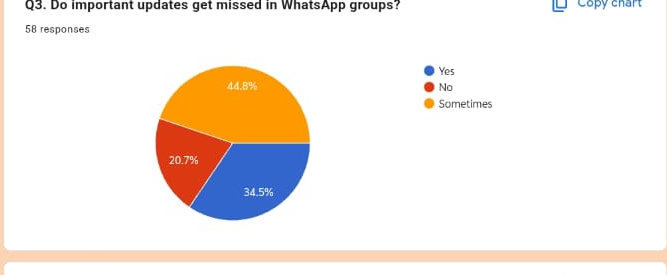 Q3. Do important updates get missed in WhatsApp groups?
Copy chart
58 responses
Yes
No
Sometimes
44.8%
20.7%
34.5%